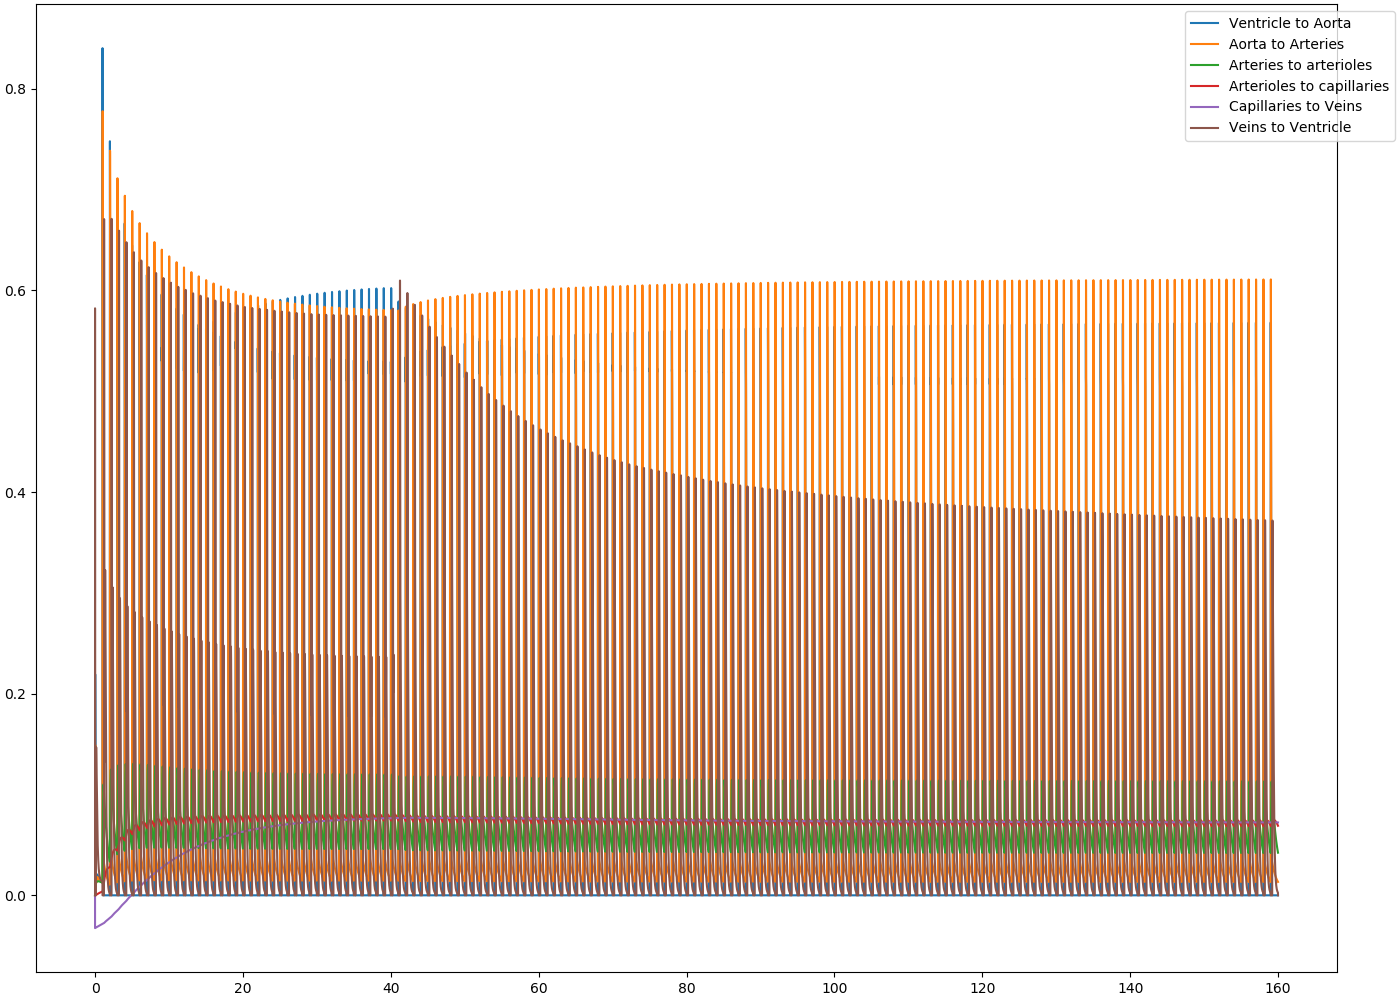 Ventricle to Aorta
Aorta to Arteries
Arteries to arterioles
Arterioles to capillaries
Capillaries to Veins
Veins to Ventricle
0.8
0.6
0.4
0.2
0.0
0 20 40 60 80 100 120 140 160